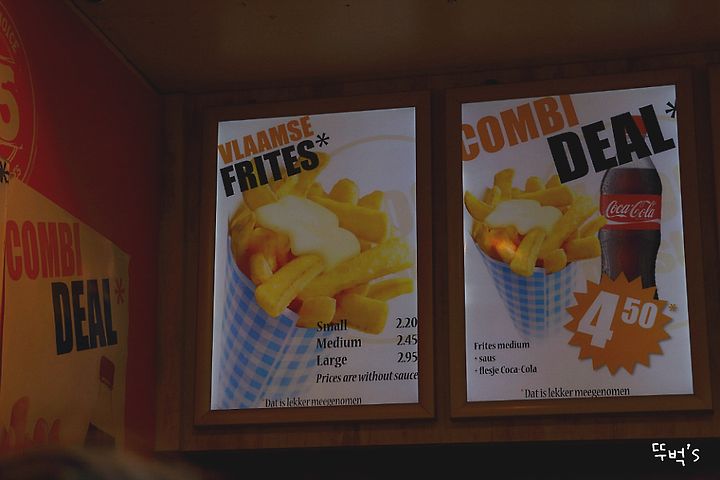 COMBI
DEAL*
VLAAMSE
FRITES*
Small 2.20
Medium 2.45
Large 2.95
Prices are without sauce
Dat is lekker meegenomen
COMBI
DEAL*
Coca-Cola
4 50*
Frites medium
+ saus
+ flesje Coca-Cola
*Dat is lekker meegenomen
뚜벅's